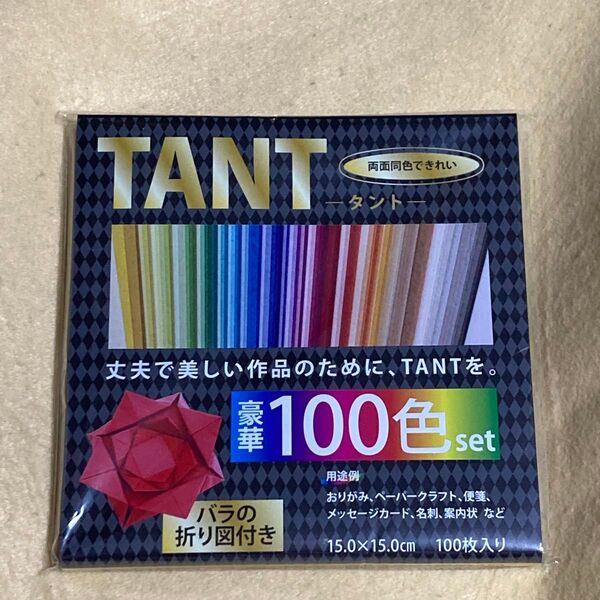 TANT
両面同色できれい
―タント―
丈夫で美しい作品のために、TANTを。
豪華100色set
用途例
おりがみ、ペーパークラフト、便箋、
メッセージカード、名刺、案内状 など
バラの
折り図付き
15.0×15.0cm 100枚入り